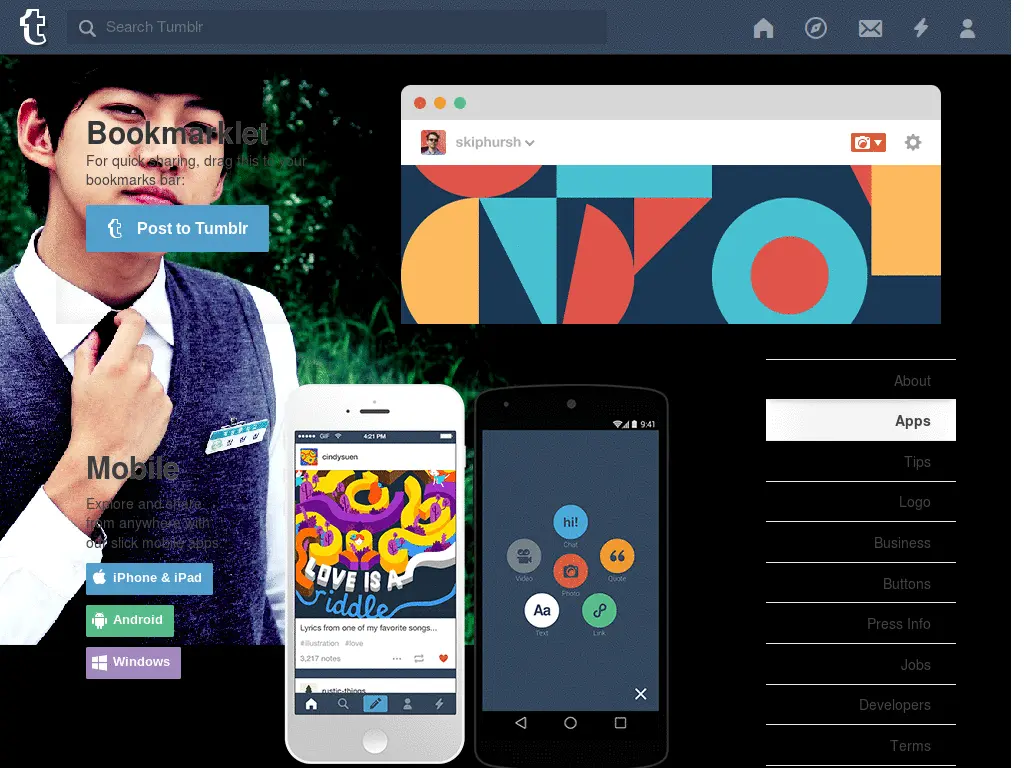 Search Tumblr
Bookmarklet
For quick sharing, drag this to your
bookmarks bar:
Post to Tumblr
skiphursh
About
Apps
Tips
Logo
Business
Buttons
Press Info
Jobs
Developers
Terms
Mobile
Explore and share
from anywhere with
our slick mobile apps.
iPhone & iPad
Android
Windows
GIF
4:21 PM
cindysuen
LOVE IS A
riddle
Lyrics from one of my favorite songs...
#illustration #love
3,217 notes
rustic-things
9:41
hi!
Chat
Video
Photo
Quote
Aa
Text
Link